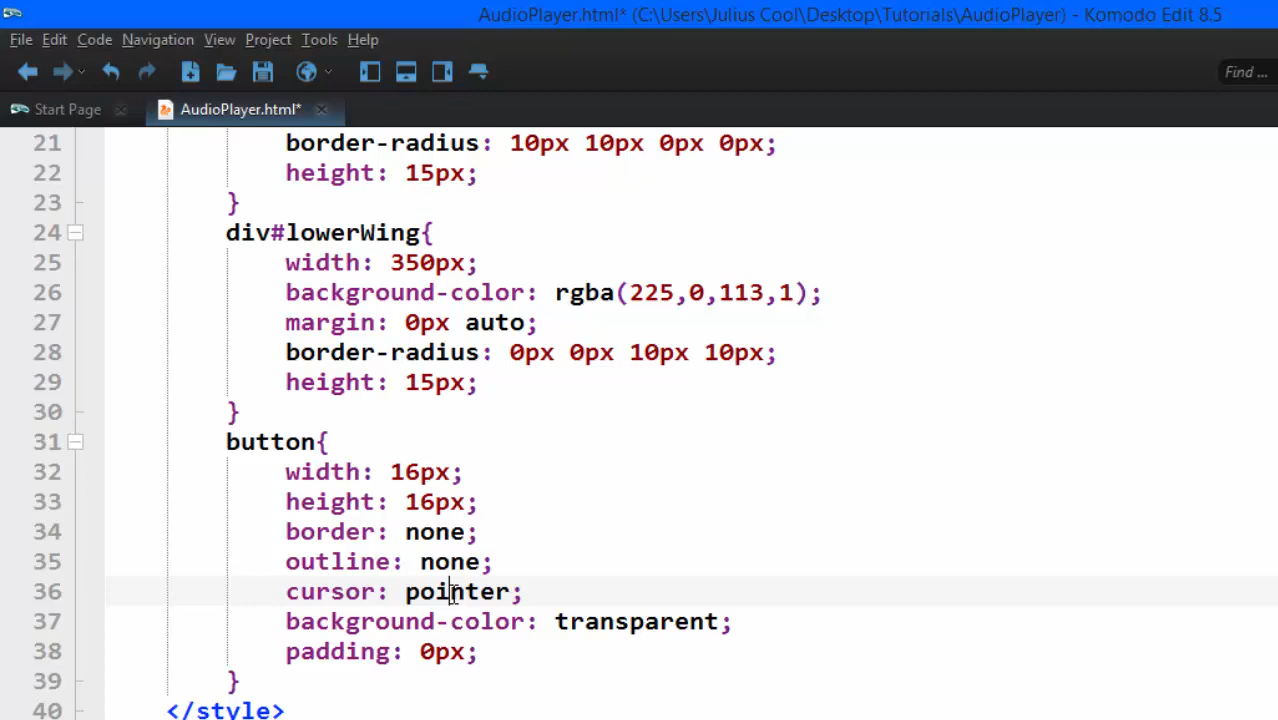 AudioPlayer.html* (C:\Users\Julius Cool\Desktop\Tutorials\AudioPlayer) - Komodo Edit 8.5
File Edit Code Navigation View Project Tools Help
Find ...
Start Page AudioPlayer.html*
21 border-radius: 10px 10px 0px 0px;
22 height: 15px;
23 }
24 div#lowerWing{
25 width: 350px;
26 background-color: rgba(225,0,113,1);
27 margin: 0px auto;
28 border-radius: 0px 0px 10px 10px;
29 height: 15px;
30 }
31 button{
32 width: 16px;
33 height: 16px;
34 border: none;
35 outline: none;
36 cursor: pointer;
37 background-color: transparent;
38 padding: 0px;
39 }
40 </style>